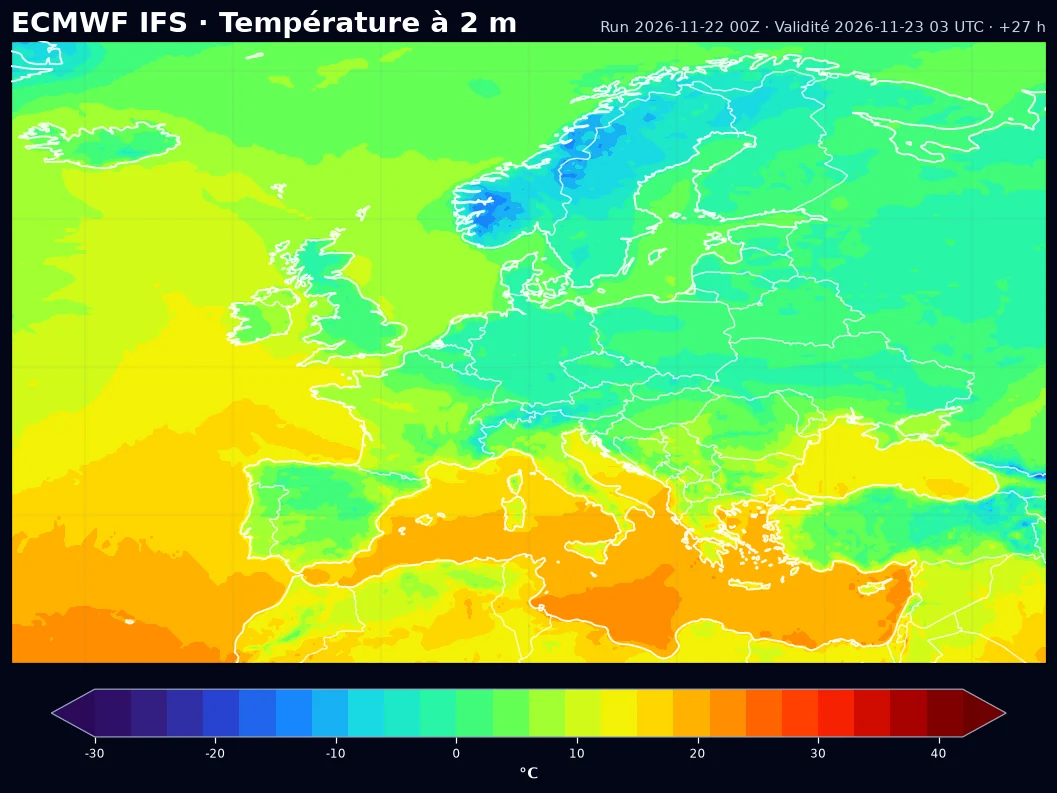 ECMWF IFS · Température à 2 m
Run 2026-11-22 00Z · Validité 2026-11-23 03 UTC · +27 h
-30 -20 -10 0 10 20 30 40
°C